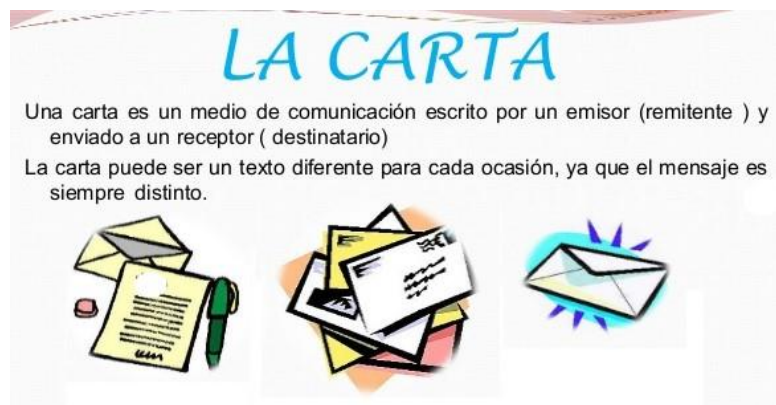 LA CARTA
Una carta es un medio de comunicación escrito por un emisor (remitente ) y
enviado a un receptor ( destinatario)
La carta puede ser un texto diferente para cada ocasión, ya que el mensaje es
siempre distinto.